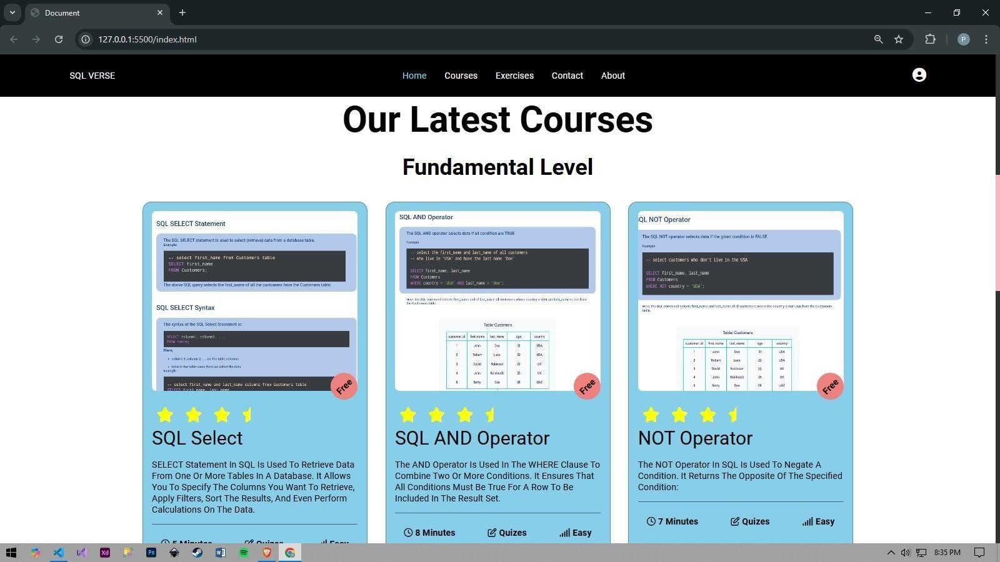 Document
127.0.0.1:5500/index.html
P
SQL VERSE
Home
Courses
Exercises
Contact
About
Our Latest Courses
Fundamental Level
SQL SELECT Statement
The SQL SELECT statement is used to select (retrieve) data from a database table.
Example:
-- select first_name from Customers table
SELECT first_name
FROM Customers;
The above SQL query selects the first_name of all the customers from the Customers table.
SQL SELECT Syntax
The syntax of the SQL Select Statement is:
SELECT column1, column2, ...
FROM table;
Here,
• column 1, column 2, ... are the table columns
• table is the table name from we select the data
Example
-- select first_name and last_name columns from Customers table
SELECT first_name, last_name
Free
SQL Select
SELECT Statement In SQL Is Used To Retrieve Data
From One Or More Tables In A Database. It Allows
You To Specify The Columns You Want To Retrieve,
Apply Filters, Sort The Results, And Even Perform
Calculations On The Data.
5 Minutes
Quizes
Easy
SQL AND Operator
The SQL AND operator selects data if all condition are TRUE
Example
-- select the first_name and last_name of all customers
-- who live in 'USA' and have the last name 'Doe'
SELECT first_name, last_name
FROM Customers
WHERE country = 'USA' AND last_name = 'Doe';
Here, the SQL command selects first_name and of last_name all customers whose country is USA and last_name is Doe from
the Customers table
Table: Customers
customer_id first_name last_name age country
1 John Doe 31 USA
2 Robert Luna 22 USA
3 David Robinson 22 UK
4 John Reinhardt 25 UK
5 Betty Doe 28 UAE
Free
SQL AND Operator
The AND Operator Is Used In The WHERE Clause To
Combine Two Or More Conditions. It Ensures That
All Conditions Must Be True For A Row To Be
Included In The Result Set.
8 Minutes
Quizes
Easy
SQL NOT Operator
The SQL NOT operator selects data if the given condition is FALSE.
Example
-- select customers who don't live in the USA
SELECT first_name, last_name
FROM Customers
WHERE NOT country = 'USA';
Here, the SQL command selects first_name and last_name of all customers where the country is not USA from the Customers
table.
Table: Customers
customer_id first_name last_name age country
1 John Doe 31 USA
2 Robert Luna 22 USA
3 David Robinson 22 UK
4 John Reinhardt 25 UK
5 Betty Doe 28 UAE
Free
NOT Operator
The NOT Operator In SQL Is Used To Negate A
Condition. It Returns The Opposite Of The Specified
Condition:
7 Minutes
Quizes
Easy
Xd
Ps
8:35 PM